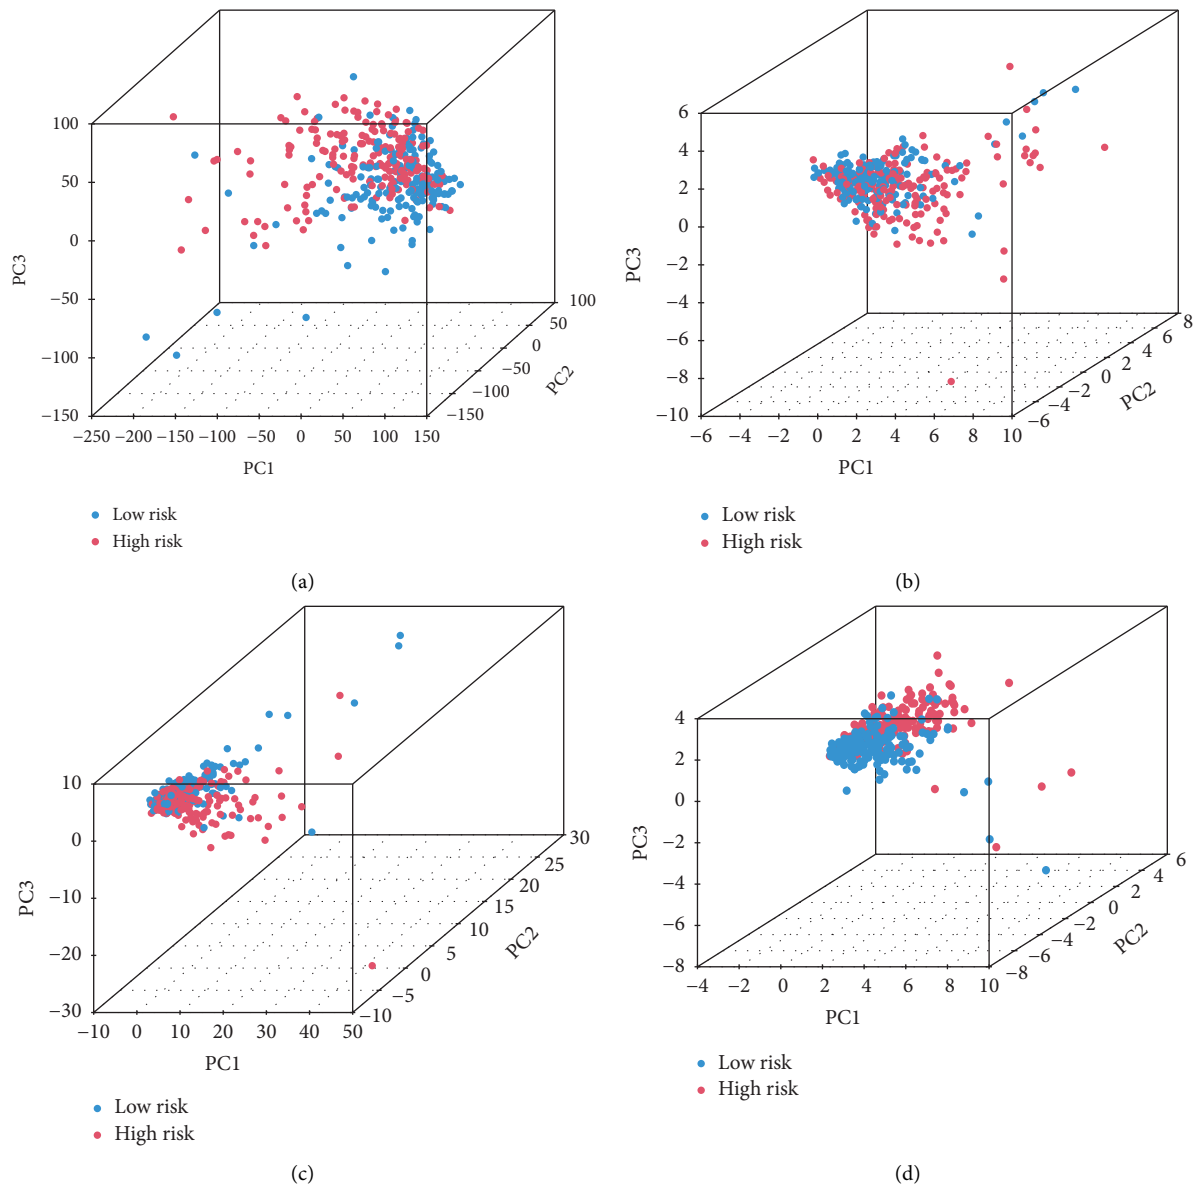 100
50
0
−50
−100
−150
PC3
−250 −200 −150 −100 −50 0 50 100 150
PC1
100
50
0
−50
−100
−150
PC2
Low risk
High risk
(a)
6
4
2
0
−2
−4
−6
−8
−10
PC3
−6 −4 −2 0 2 4 6 8 10
PC1
8
6
4
2
0
−2
−4
−6
PC2
Low risk
High risk
(b)
10
0
−10
−20
−30
PC3
−10 0 10 20 30 40 50
PC1
30
25
20
15
10
5
0
−5
−10
PC2
Low risk
High risk
(c)
4
2
0
−2
−4
−6
−8
PC3
−4 −2 0 2 4 6 8 10
PC1
6
4
2
0
−2
−4
−6
−8
PC2
Low risk
High risk
(d)